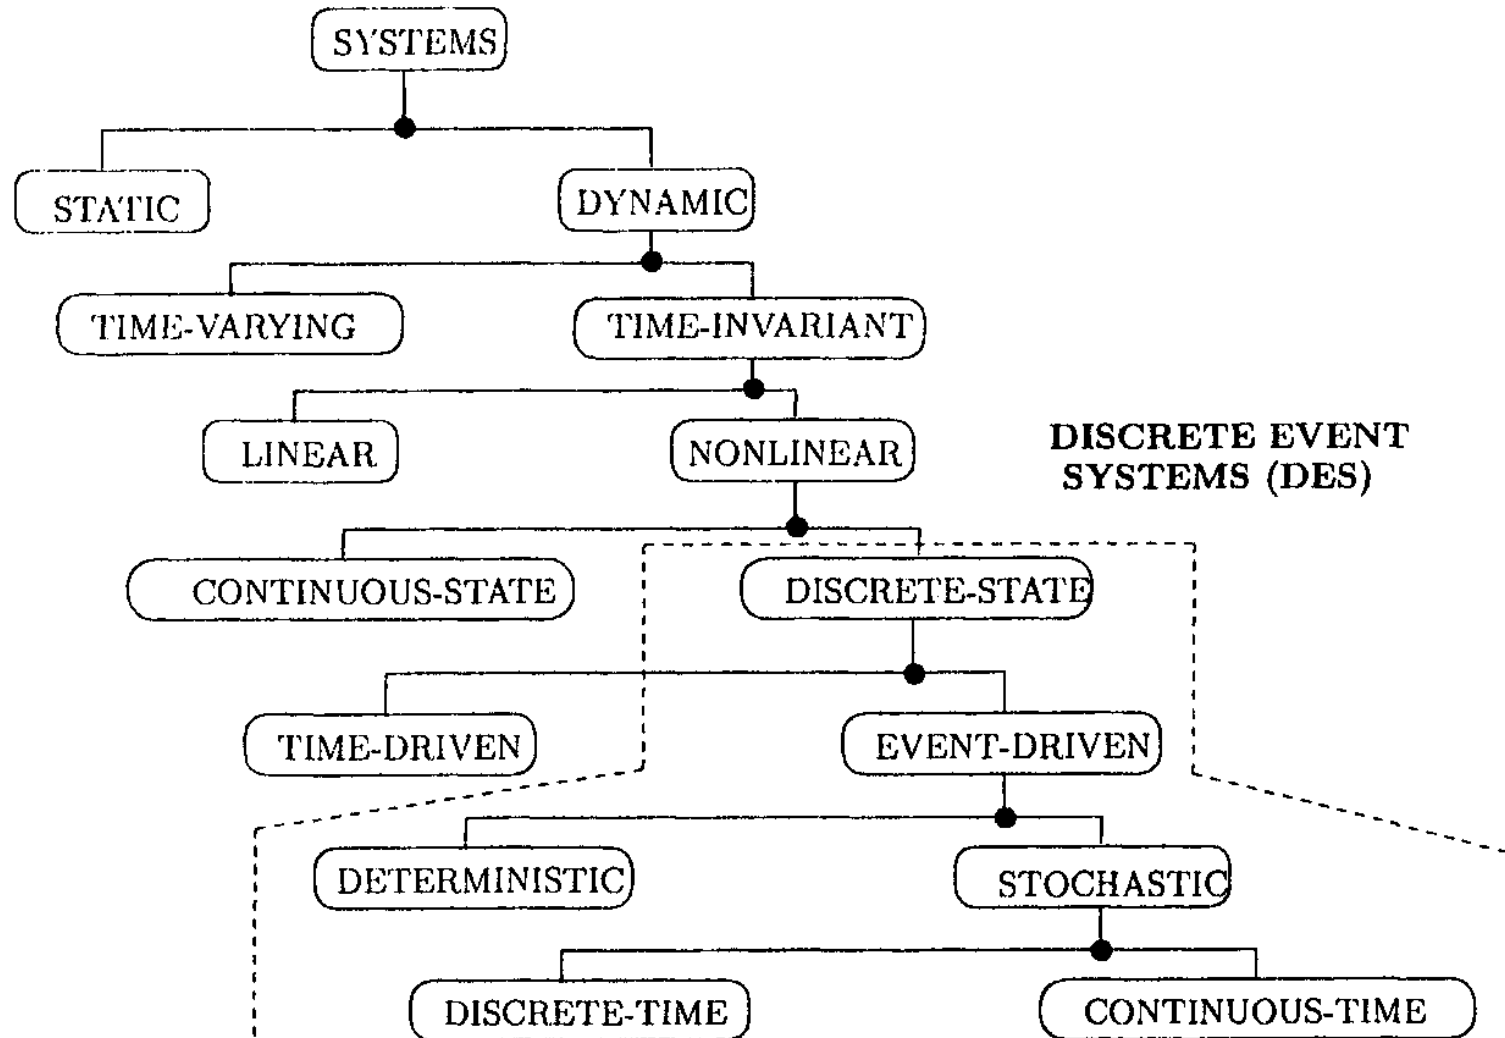 SYSTEMS
STATIC
DYNAMIC
TIME-VARYING
TIME-INVARIANT
LINEAR
NONLINEAR
DISCRETE EVENT
SYSTEMS (DES)
CONTINUOUS-STATE
DISCRETE-STATE
TIME-DRIVEN
EVENT-DRIVEN
DETERMINISTIC
STOCHASTIC
DISCRETE-TIME
CONTINUOUS-TIME